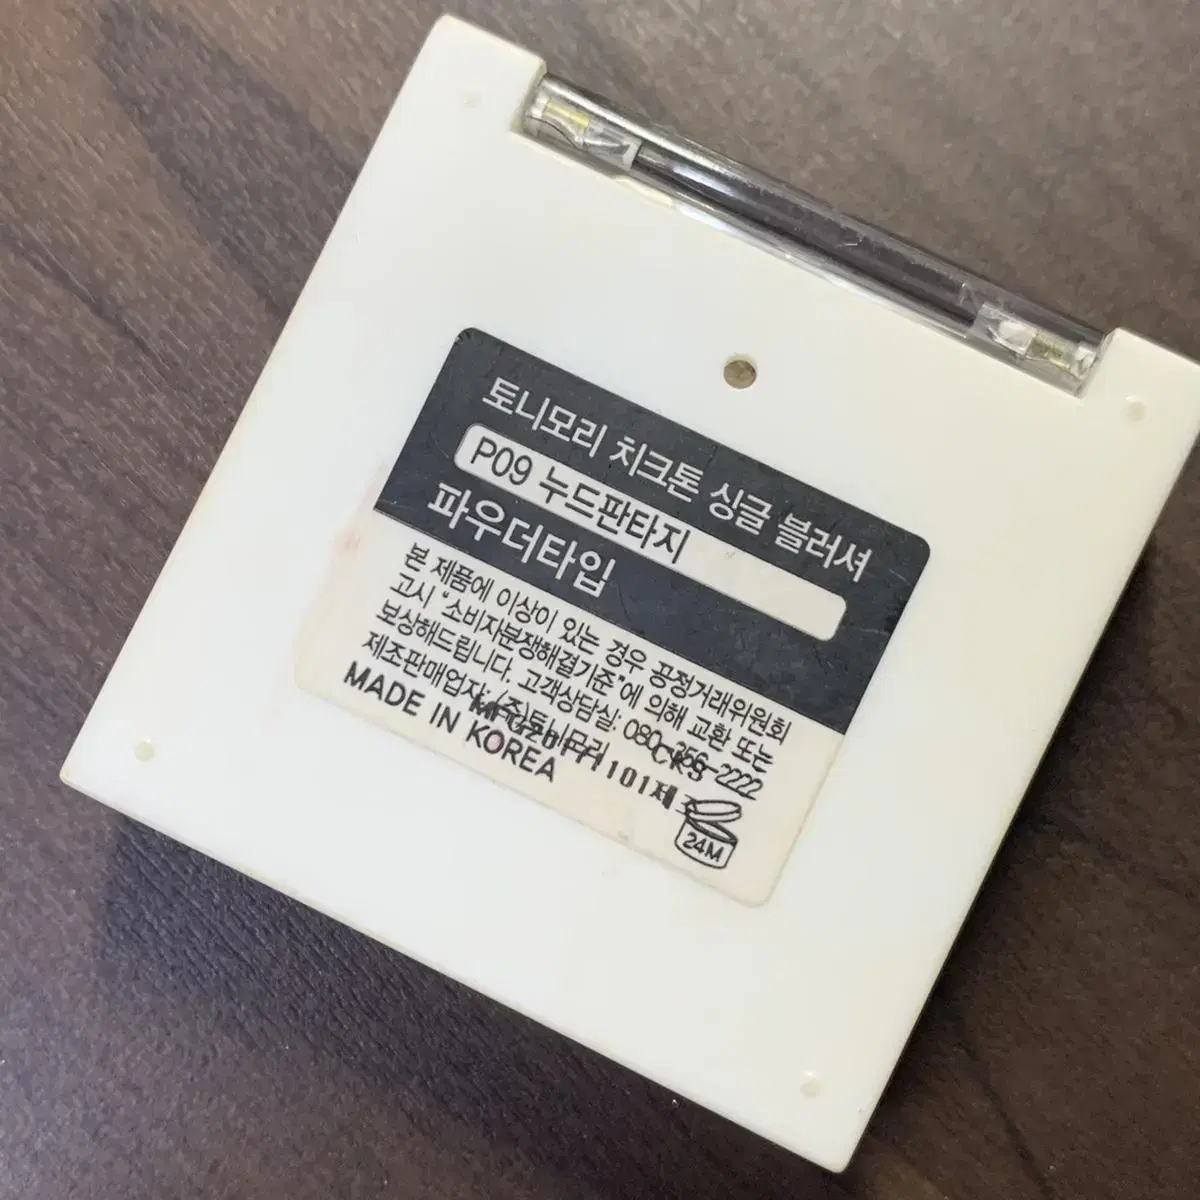 토니모리 치크톤 싱글 블러셔
P09 누드판타지
파우더타입
본 제품에 이상이 있는 경우 공정거래위원회
고시 "소비자분쟁해결기준"에 의해 교환 또는
보상해드립니다. 고객상담실: 080-356-2222
제조판매업자: (주)토니모리
MADE IN KOREA
24M